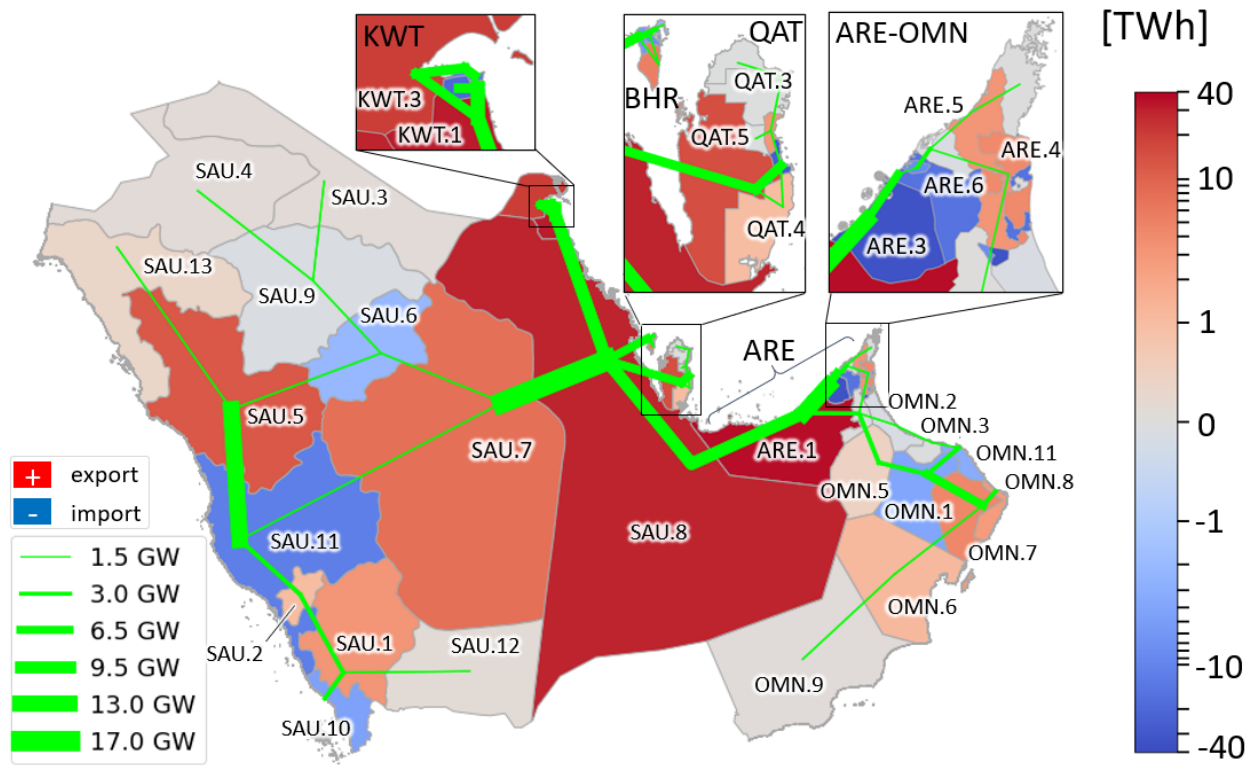 [TWh]
KWT
KWT.3
KWT.1
QAT
BHR
QAT.3
QAT.5
QAT.4
ARE-OMN
ARE.5
ARE.4
ARE.6
ARE.3
40
10
1
0
-1
-10
-40
SAU.4
SAU.3
SAU.13
SAU.9
SAU.6
ARE
SAU.5
SAU.7
ARE.1
OMN.2
OMN.3
OMN.11
OMN.8
OMN.5
OMN.1
SAU.8
SAU.11
OMN.7
OMN.6
SAU.2
SAU.1
SAU.12
OMN.9
SAU.10
+ export
- import
1.5 GW
3.0 GW
6.5 GW
9.5 GW
13.0 GW
17.0 GW